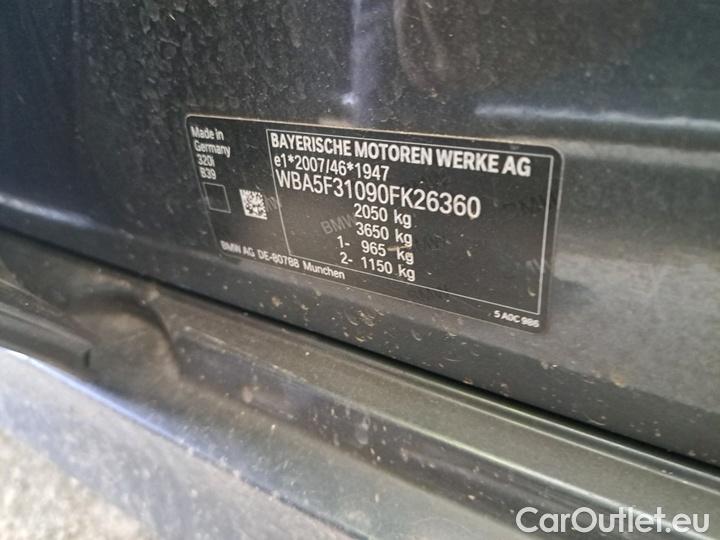 Made in
Germany
320i
B39
BAYERISCHE MOTOREN WERKE AG
e1*2007/46*1947
WBA5F31090FK26360
2050 kg
3650 kg
1- 965 kg
2- 1150 kg
BMW AG DE-80788 Munchen
5 A0C 986
CarOutlet.eu